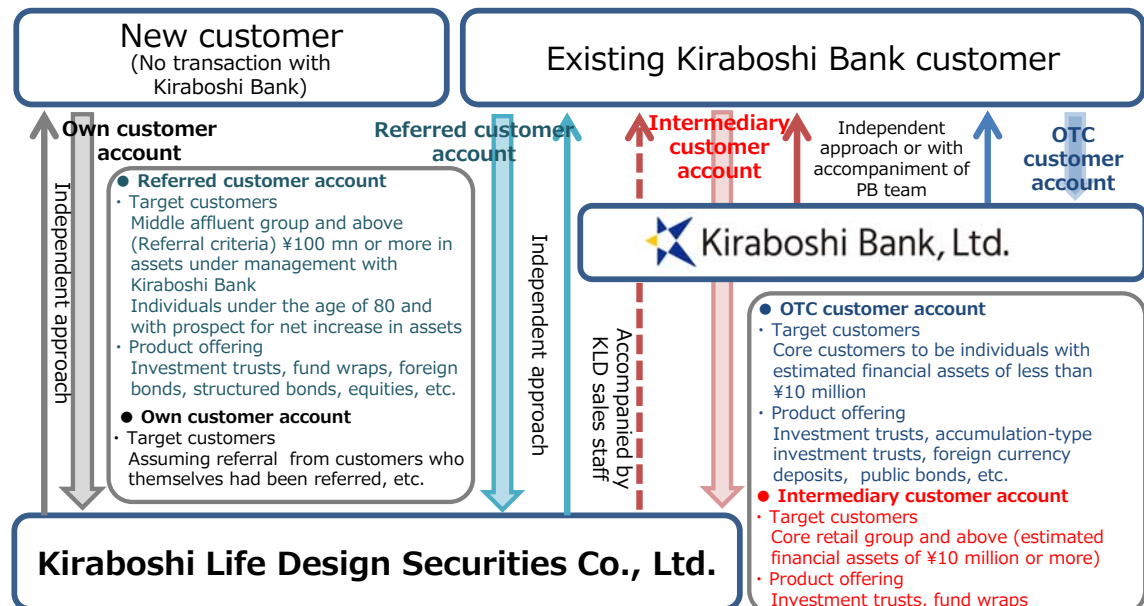 New customer
(No transaction with
Kiraboshi Bank)
Existing Kiraboshi Bank customer
Own customer
account
Independent approach
Referred customer
account
Independent approach
Intermediary
customer
account
Accompanied by
KLD sales staff
Independent
approach or with
accompaniment of
PB team
OTC
customer
account
Kiraboshi Bank, Ltd.
● Referred customer account
・Target customers
Middle affluent group and above
(Referral criteria) ¥100 mn or more in
assets under management with
Kiraboshi Bank
Individuals under the age of 80 and
with prospect for net increase in assets
・Product offering
Investment trusts, fund wraps, foreign
bonds, structured bonds, equities, etc.
● Own customer account
・Target customers
Assuming referral from customers who
themselves had been referred, etc.
● OTC customer account
・Target customers
Core customers to be individuals with
estimated financial assets of less than
¥10 million
・Product offering
Investment trusts, accumulation-type
investment trusts, foreign currency
deposits, public bonds, etc.
● Intermediary customer account
・Target customers
Core retail group and above (estimated
financial assets of ¥10 million or more)
・Product offering
Investment trusts, fund wraps
Kiraboshi Life Design Securities Co., Ltd.